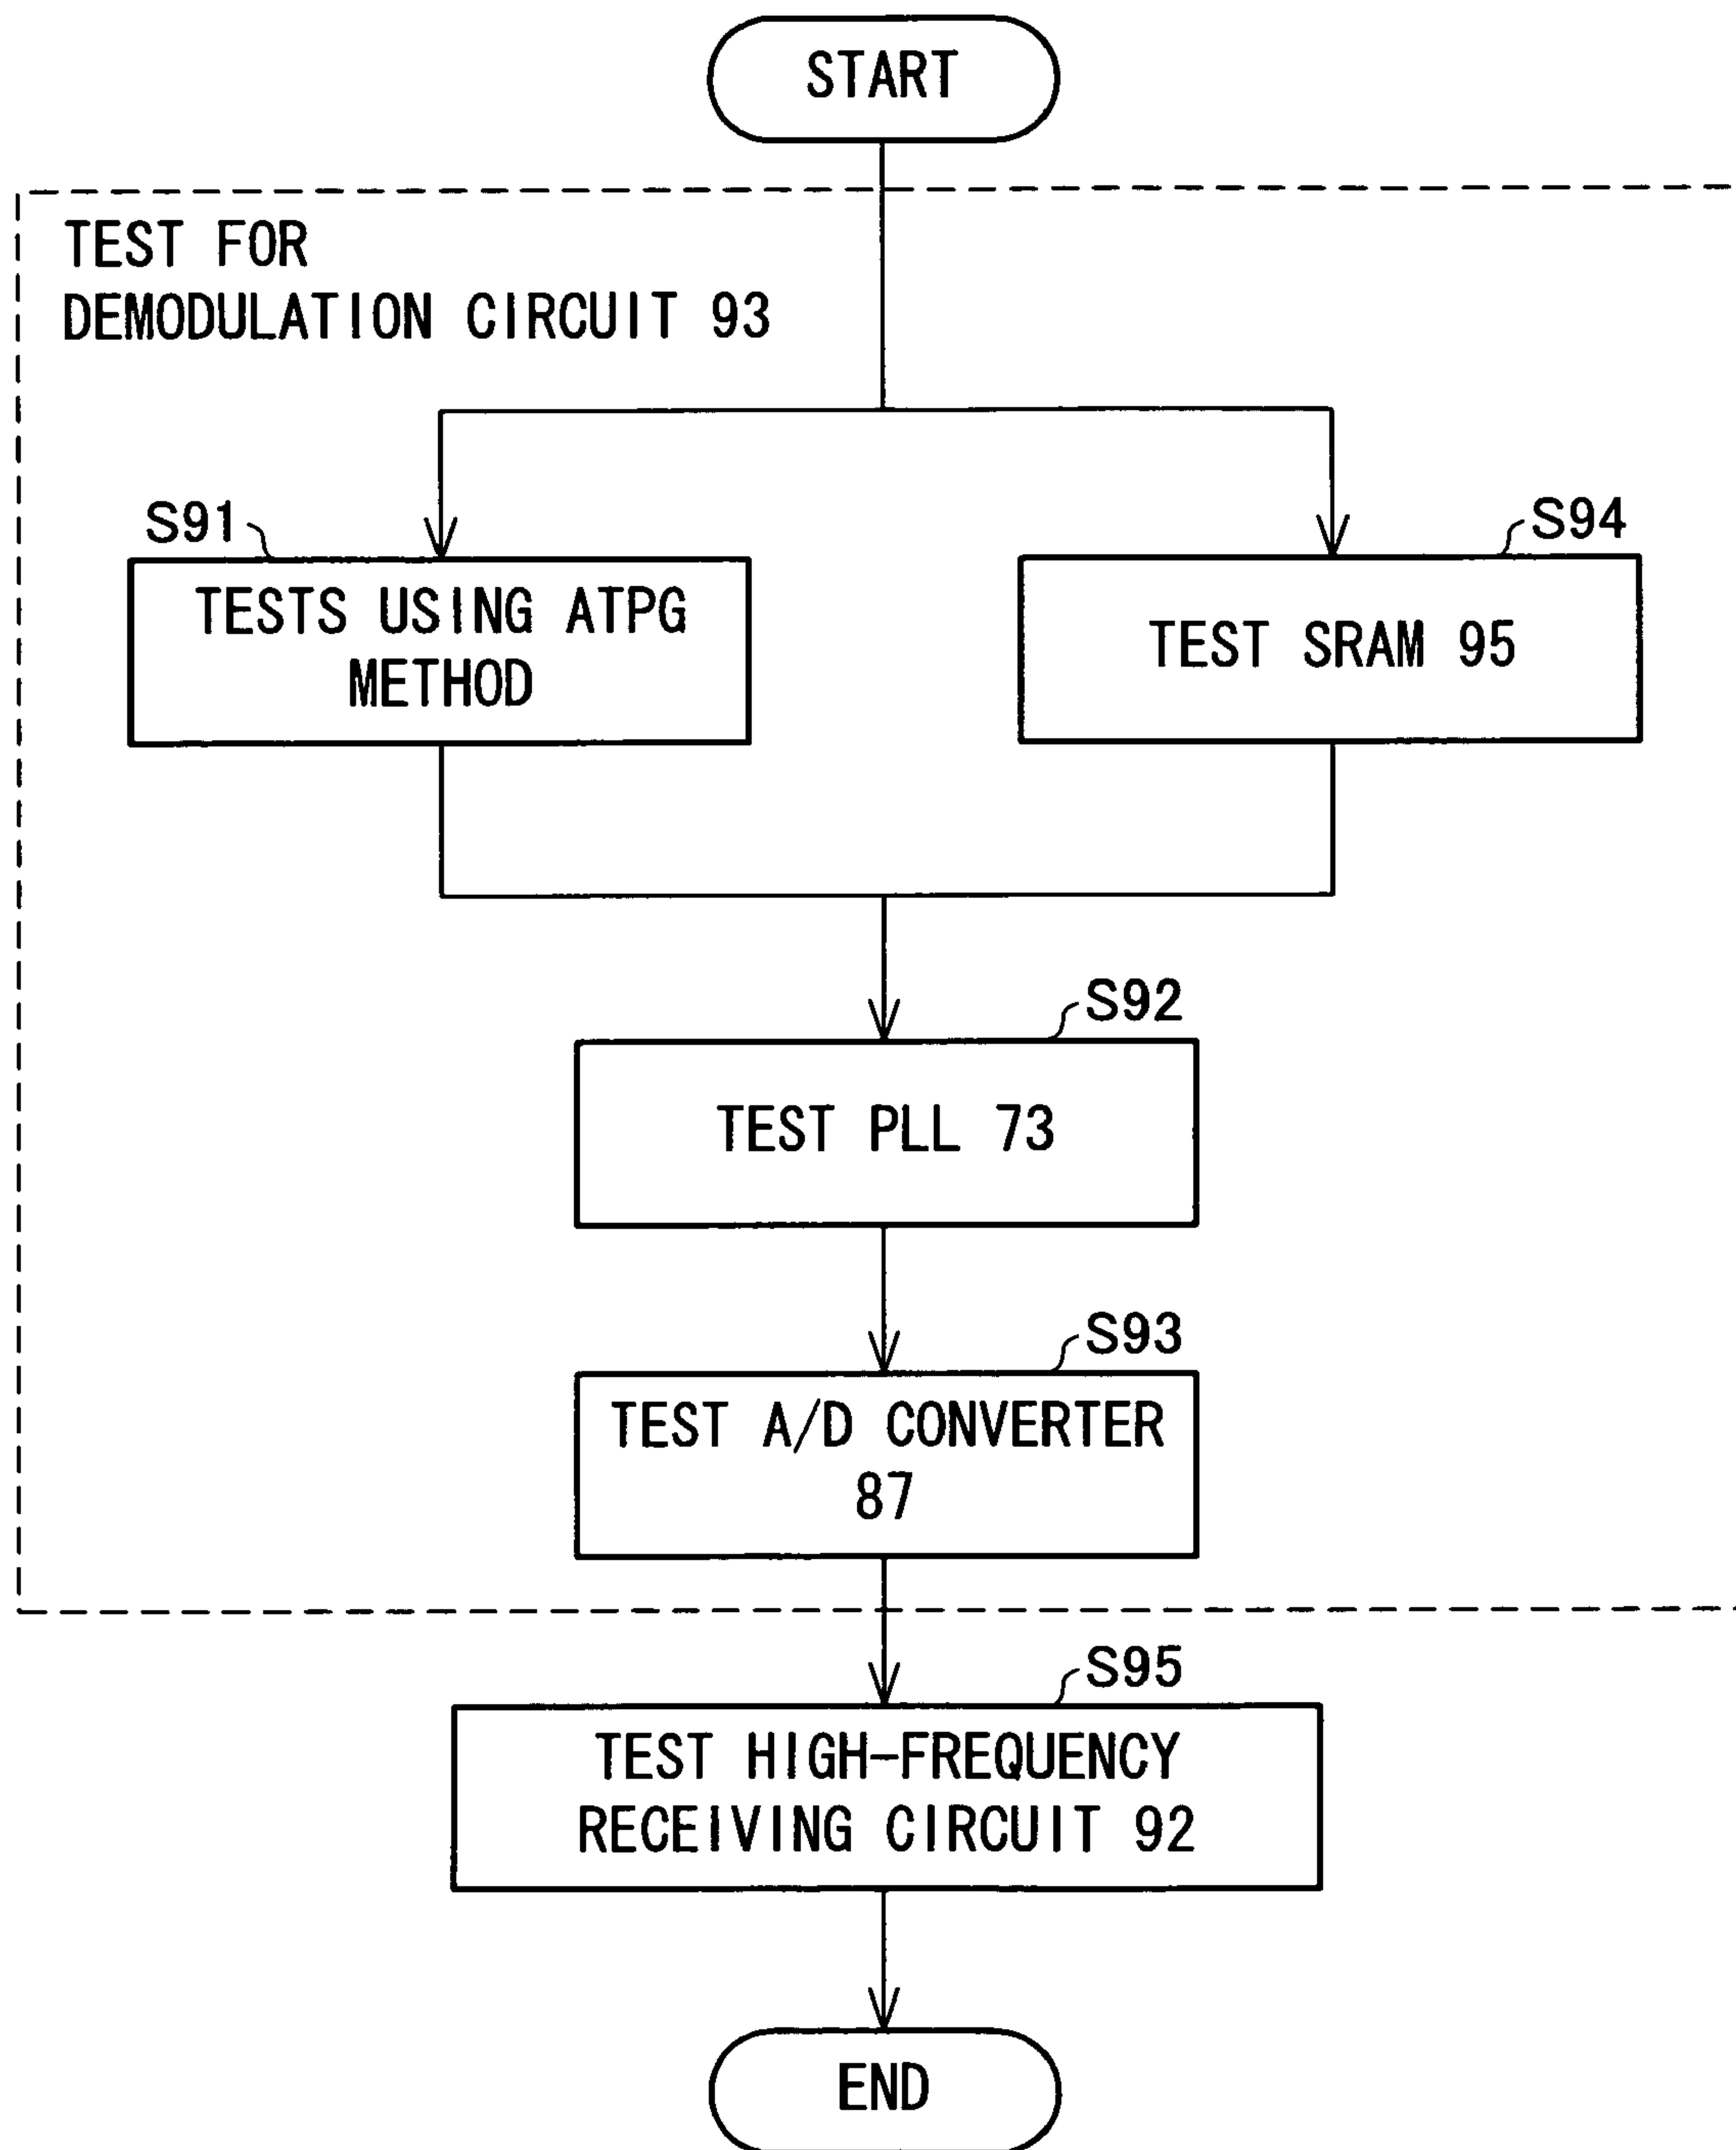 START
TEST FOR
DEMODULATION CIRCUIT 93
S91
TESTS USING ATPG
METHOD
S94
TEST SRAM 95
S92
TEST PLL 73
S93
TEST A/D CONVERTER
87
S95
TEST HIGH-FREQUENCY
RECEIVING CIRCUIT 92
END